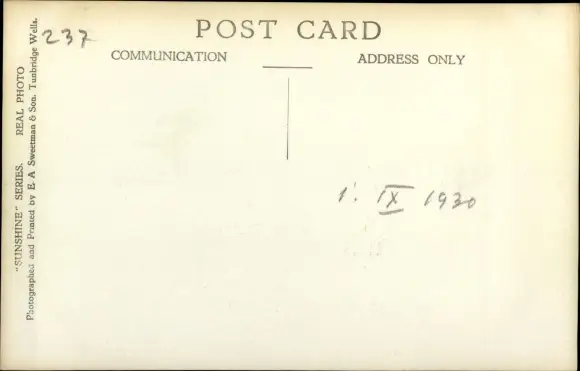 POST CARD
237
COMMUNICATION
ADDRESS ONLY
"SUNSHINE" SERIES. REAL PHOTO
Photographed and Printed by E. A Sweetman & Son. Tunbridge Wells.
1. IX 1930